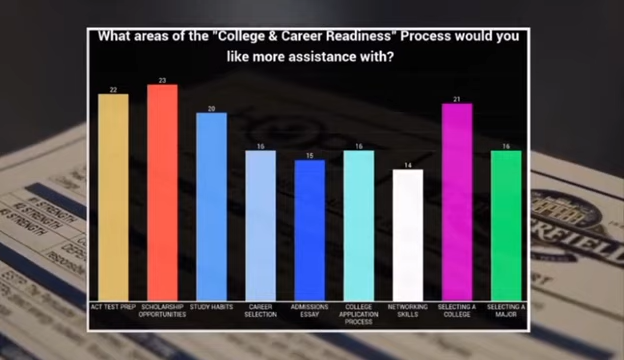 What areas of the "College & Career Readiness" Process would you
like more assistance with?
22
23
20
16
15
16
14
21
16
ACT TEST PREP
SCHOLARSHIP
OPPORTUNITIES
STUDY HABITS
CAREER
SELECTION
ADMISSIONS
ESSAY
COLLEGE
APPLICATION
PROCESS
NETWORKING
SKILLS
SELECTING A
COLLEGE
SELECTING A
MAJOR
STRENGTH
STRENGTH